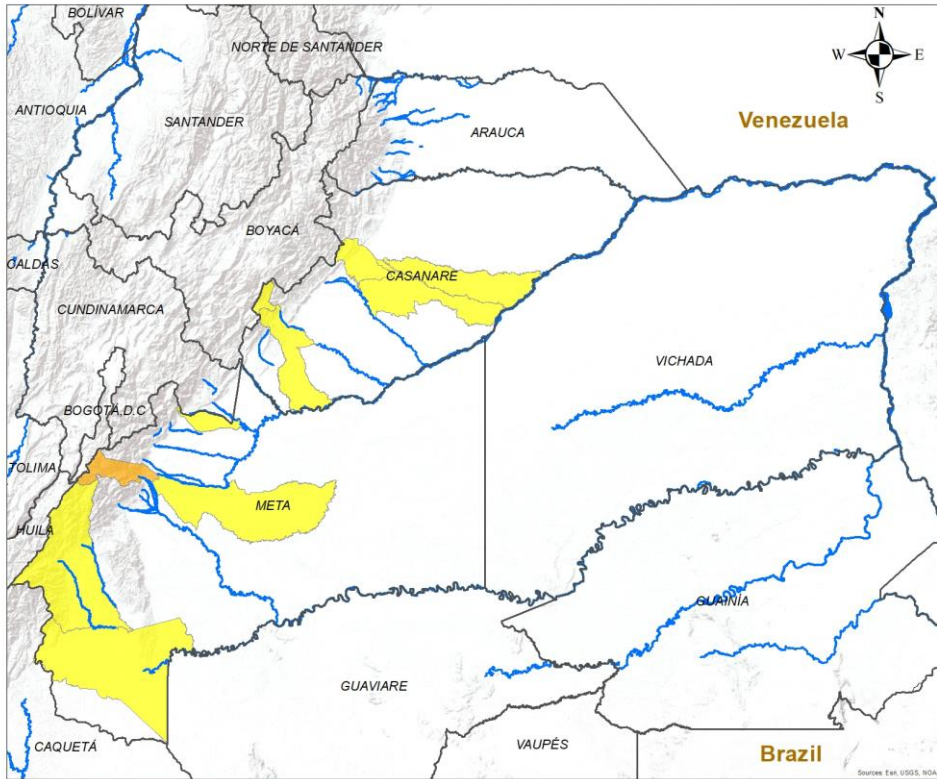 BOLÍVAR
N
NORTE DE SANTANDER
W E
S
ANTIOQUIA
SANTANDER
ARAUCA
Venezuela
BOYACÁ
CALDAS
CASANARE
CUNDINAMARCA
VICHADA
BOGOTÁ, D.C
TOLIMA
META
HUILA
GUAINÍA
GUAVIARE
CAQUETÁ
VAUPÉS
Brazil
Sources: Esri, USGS, NOAA